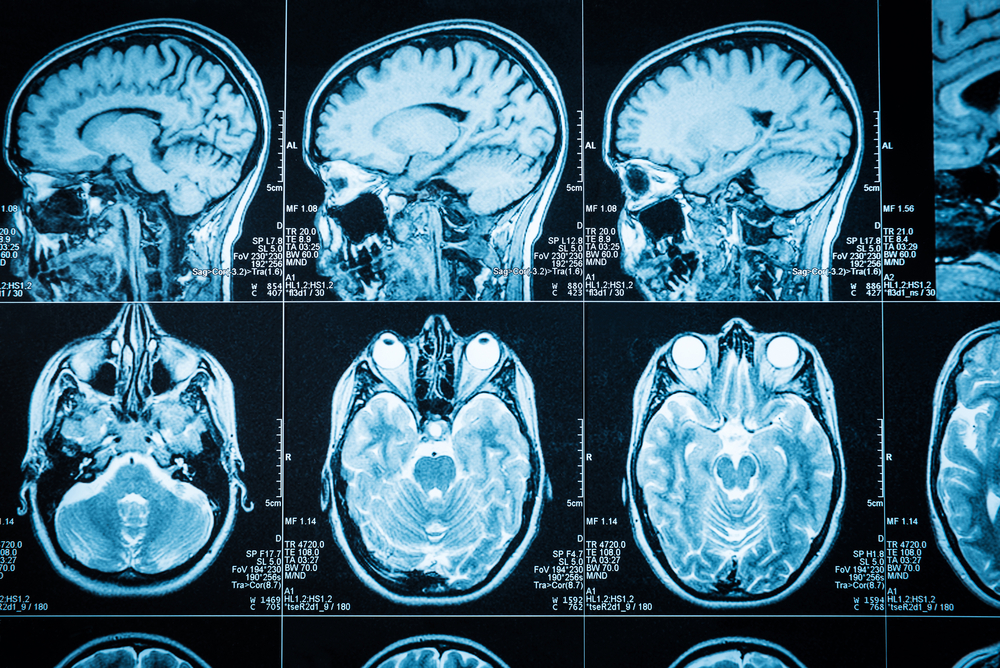 AL
5cm
MF 1.08
D
SP L7.8
SL 5.0
FoV 230*230
192*256
Sag>Cor(-3.2)>Tra(1.6)
W 854
C 407
1.08
20.0
8.9
03:25
60.0
ND
HL1,2;HS1,2
d1 / 30
AL
5cm
MF 1.08
TR 20.0
TE 8.9
TA 03:25
BW 60.0
M/ND
A1
HL1,2;HS1,2
*fl3d1 / 30
D
SP L12.8
SL 5.0
FoV 230*230
192*256
Sag>Cor(-3.2)>Tra(1.6)
W 880
C 423
AL
5cm
MF 1.56
TR 20.0
TE 8.9
TA 03:25
BW 60.0
M/ND
A1
HL1,2;HS1,2
*fl3d1 / 30
D
SP L17.8
SL 5.0
FoV 230*230
192*256
Sag>Cor(-3.2)>Tra(1.6)
W 886
C 427
TR 21.0
TE 8.4
TA 03:29
BW 60.0
M/ND
A2
HL1,2;HS1,2
*fl3d1_ns / 30
R
5cm
MF 1.14
1.14
4720.0
108.0
03:27
70.0
ND
HL1,2;HS1,2
R2d1_9 / 180
D
SP F17.7
SL 5.0
FoV 194*230
190*256s
Tra>Cor(8.7)
W 1469
C 705
R
5cm
MF 1.14
TR 4720.0
TE 108.0
TA 03:27
BW 70.0
M/ND
A1
HL1,2;HS1,2
*tseR2d1_9 / 180
D
SP F4.7
SL 5.0
FoV 194*230
190*256s
Tra>Cor(8.7)
W 1592
C 762
R
5cm
MF 1.14
TR 4720.0
TE 108.0
TA 03:27
BW 70.0
M/ND
A1
HL1,2;HS1,2
*tseR2d1_9 / 180
D
SP H1.8
SL 5.0
FoV 194*230
190*256s
Tra>Cor(8.7)
W 1594
C 768
TR 4720.0
TE 108.0
TA 03:27
BW 70.0
M/ND
A1
HL1,2;HS1,2
*tseR2d1_9 / 180